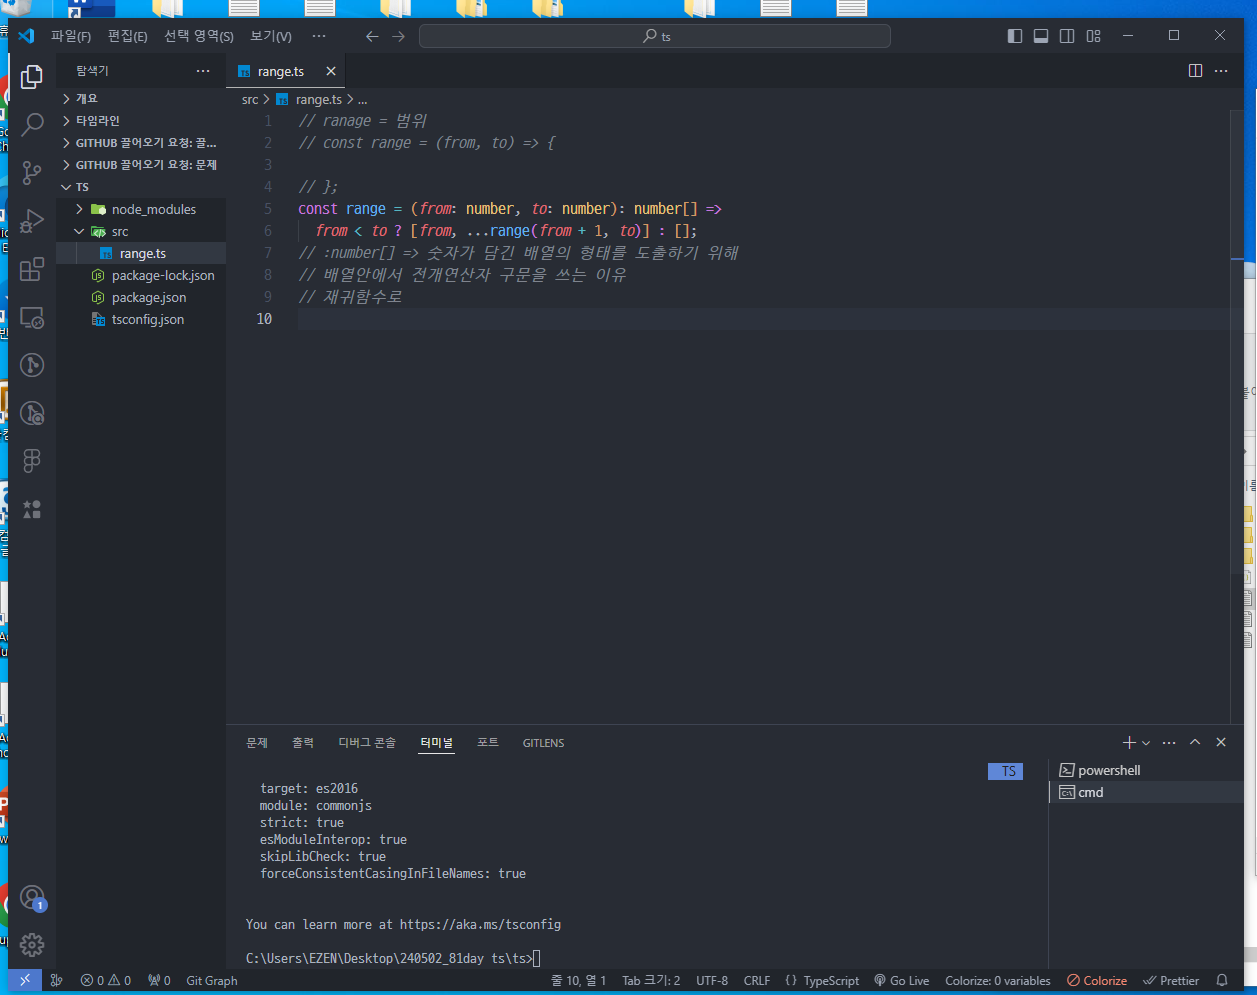 파일(F) 편집(E) 선택 영역(S) 보기(V) ··· ts
탐색기 ···
range.ts
개요
타임라인
GITHUB 끌어오기 요청: 끌...
GITHUB 끌어오기 요청: 문제
TS
node_modules
src
range.ts
package-lock.json
package.json
tsconfig.json
src > range.ts > ...
1 // ranage = 범위
2 // const range = (from, to) => {
3
4 // };
5 const range = (from: number, to: number): number[] =>
6 from < to ? [from, ...range(from + 1, to)] : [];
7 // :number[] => 숫자가 담긴 배열의 형태를 도출하기 위해
8 // 배열안에서 전개연산자 구문을 쓰는 이유
9 // 재귀함수로
10
문제 출력 디버그 콘솔 터미널 포트 GITLENS
TS
powershell
cmd
target: es2016
module: commonjs
strict: true
esModuleInterop: true
skipLibCheck: true
forceConsistentCasingInFileNames: true
You can learn more at https://aka.ms/tsconfig
C:\Users\EZEN\Desktop\240502_81day ts\ts>
1
0 0 0 Git Graph 줄 10, 열 1 Tab 크기: 2 UTF-8 CRLF { } TypeScript Go Live Colorize: 0 variables Colorize Prettier